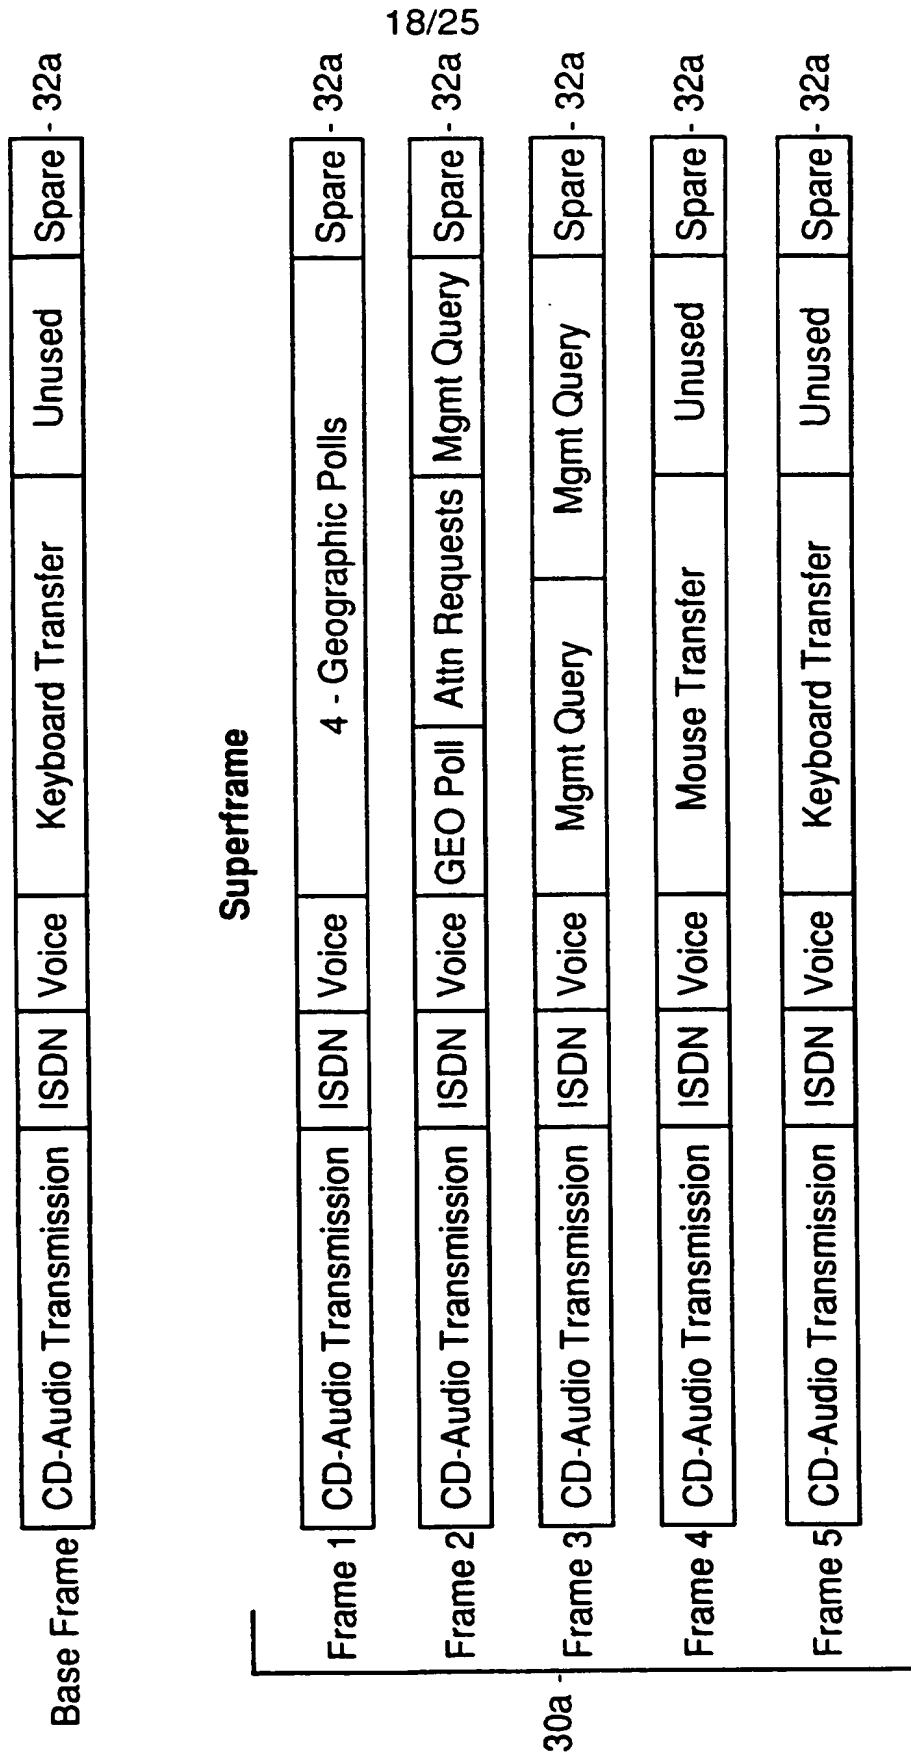 18/25
Base Frame CD-Audio Transmission ISDN Voice Keyboard Transfer Unused Spare - 32a
Superframe
Frame 1 CD-Audio Transmission ISDN Voice 4 - Geographic Polls Spare - 32a
Frame 2 CD-Audio Transmission ISDN Voice GEO Poll Attn Requests Mgmt Query Spare - 32a
30a - Frame 3 CD-Audio Transmission ISDN Voice Mgmt Query Mgmt Query Spare - 32a
Frame 4 CD-Audio Transmission ISDN Voice Mouse Transfer Unused Spare - 32a
Frame 5 CD-Audio Transmission ISDN Voice Keyboard Transfer Unused Spare - 32a